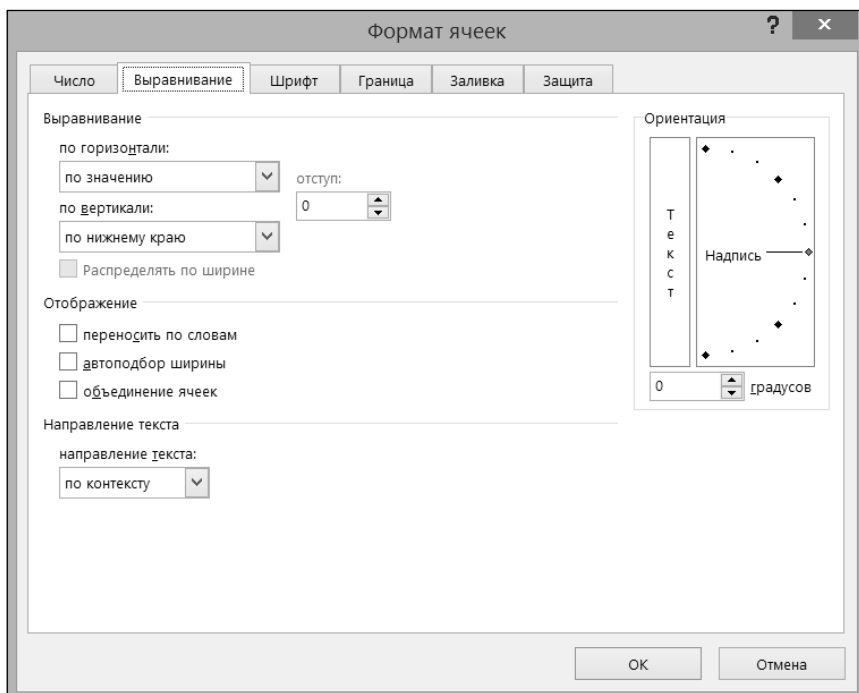 Формат ячеек ? ×
Число Выравнивание Шрифт Граница Заливка Защита
Выравнивание
по горизонтали:
по значению
отступ:
0
по вертикали:
по нижнему краю
Распределять по ширине
Отображение
переносить по словам
автоподбор ширины
объединение ячеек
Направление текста
направление текста:
по контексту
Ориентация
Текст
Надпись
0 градусов
ОК Отмена